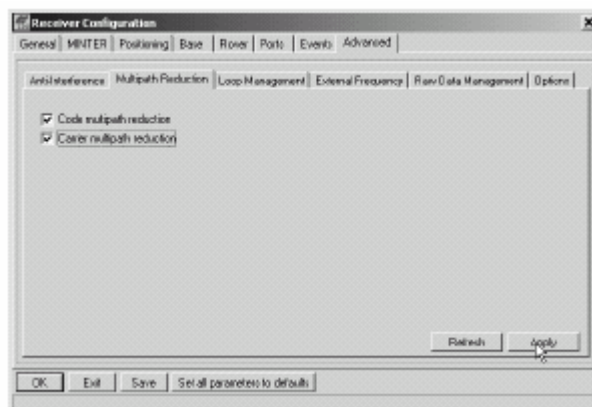 Receiver Configuration
General MINTER Positioning Base Rover Ports Events Advanced
Anti-Interference Multipath Reduction Loop Management External Frequency Raw Data Management Options
Code multipath reduction
Carrier multipath reduction
Refresh Apply
OK Exit Save Set all parameters to defaults